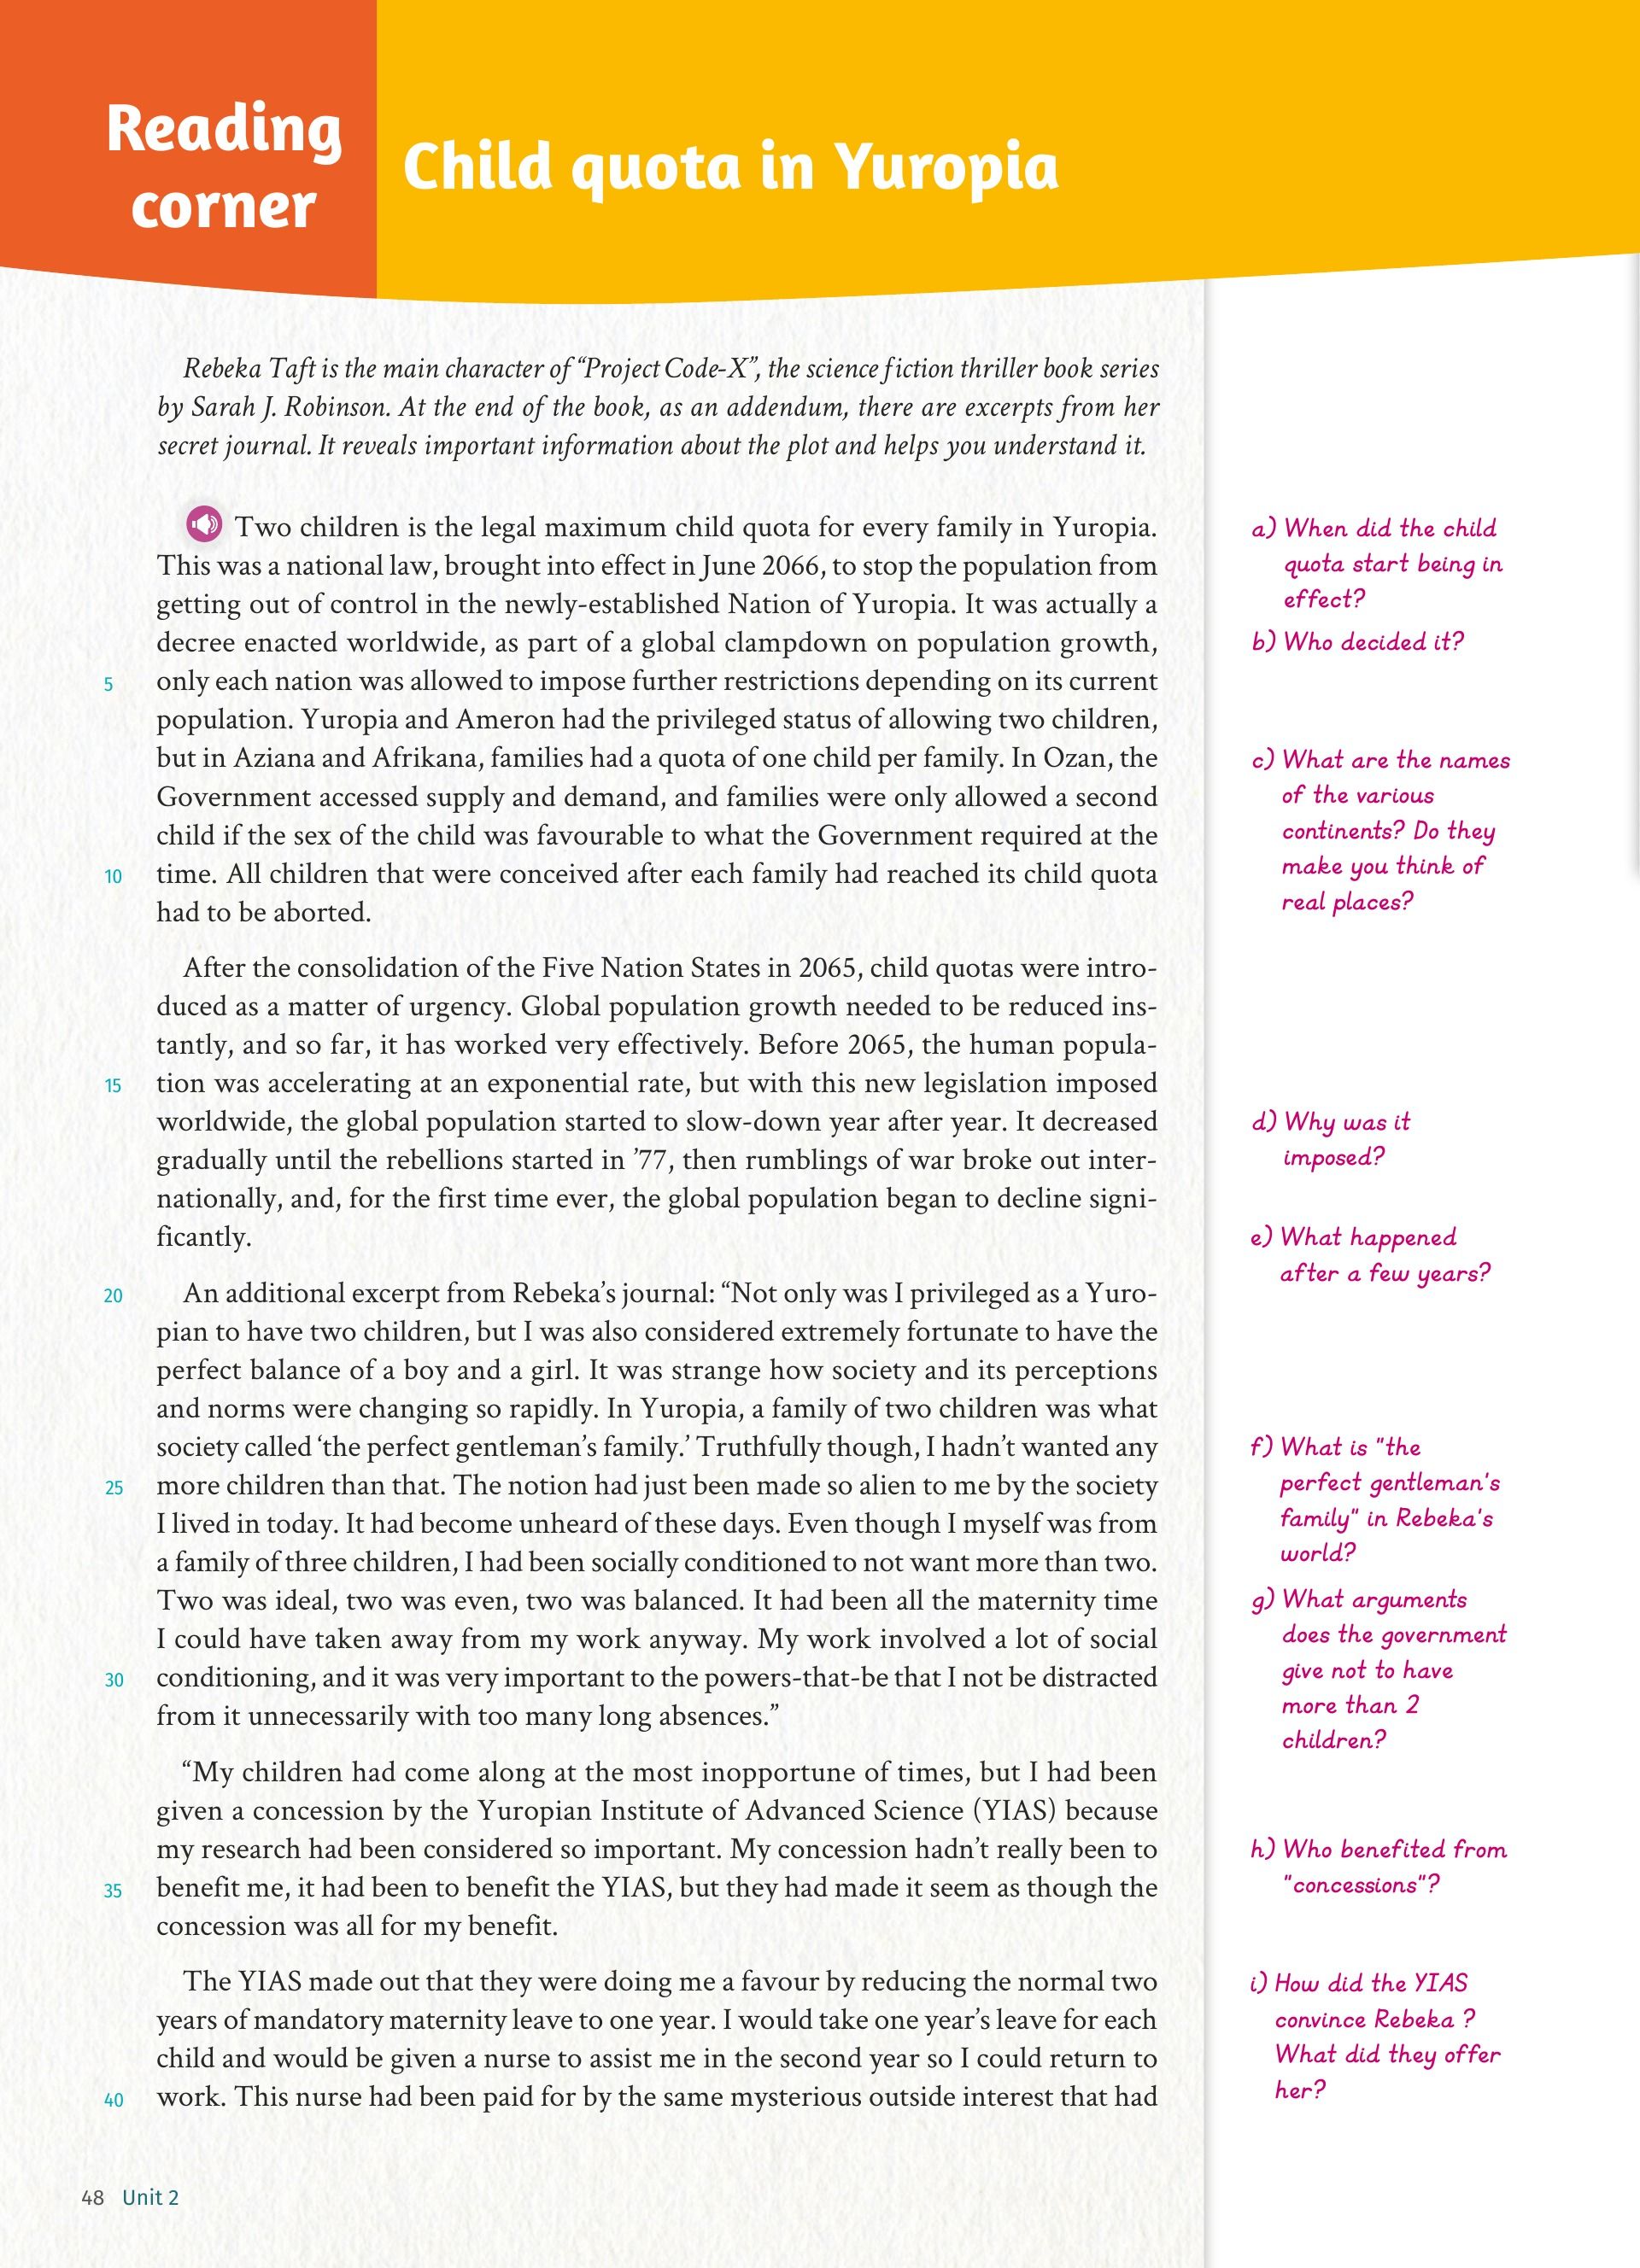 Reading
corner
Child quota in Yuropia
Rebeka Taft is the main character of “Project Code-X”, the science fiction thriller book series
by Sarah J. Robinson. At the end of the book, as an addendum, there are excerpts from her
secret journal. It reveals important information about the plot and helps you understand it.
Two children is the legal maximum child quota for every family in Yuropia.
This was a national law, brought into effect in June 2066, to stop the population from
getting out of control in the newly-established Nation of Yuropia. It was actually a
decree enacted worldwide, as part of a global clampdown on population growth,
5 only each nation was allowed to impose further restrictions depending on its current
population. Yuropia and Ameron had the privileged status of allowing two children,
but in Aziana and Afrikana, families had a quota of one child per family. In Ozan, the
Government accessed supply and demand, and families were only allowed a second
child if the sex of the child was favourable to what the Government required at the
10 time. All children that were conceived after each family had reached its child quota
had to be aborted.
After the consolidation of the Five Nation States in 2065, child quotas were intro-
duced as a matter of urgency. Global population growth needed to be reduced ins-
tantly, and so far, it has worked very effectively. Before 2065, the human popula-
15 tion was accelerating at an exponential rate, but with this new legislation imposed
worldwide, the global population started to slow-down year after year. It decreased
gradually until the rebellions started in ’77, then rumblings of war broke out inter-
nationally, and, for the first time ever, the global population began to decline signi-
ficantly.
20 An additional excerpt from Rebeka’s journal: “Not only was I privileged as a Yuro-
pian to have two children, but I was also considered extremely fortunate to have the
perfect balance of a boy and a girl. It was strange how society and its perceptions
and norms were changing so rapidly. In Yuropia, a family of two children was what
society called ‘the perfect gentleman’s family.’ Truthfully though, I hadn’t wanted any
25 more children than that. The notion had just been made so alien to me by the society
I lived in today. It had become unheard of these days. Even though I myself was from
a family of three children, I had been socially conditioned to not want more than two.
Two was ideal, two was even, two was balanced. It had been all the maternity time
I could have taken away from my work anyway. My work involved a lot of social
30 conditioning, and it was very important to the powers-that-be that I not be distracted
from it unnecessarily with too many long absences.”
“My children had come along at the most inopportune of times, but I had been
given a concession by the Yuropian Institute of Advanced Science (YIAS) because
my research had been considered so important. My concession hadn’t really been to
35 benefit me, it had been to benefit the YIAS, but they had made it seem as though the
concession was all for my benefit.
The YIAS made out that they were doing me a favour by reducing the normal two
years of mandatory maternity leave to one year. I would take one year’s leave for each
child and would be given a nurse to assist me in the second year so I could return to
40 work. This nurse had been paid for by the same mysterious outside interest that had
a) When did the child
quota start being in
effect?
b) Who decided it?
c) What are the names
of the various
continents? Do they
make you think of
real places?
d) Why was it
imposed?
e) What happened
after a few years?
f) What is "the
perfect gentleman's
family" in Rebeka's
world?
g) What arguments
does the government
give not to have
more than 2
children?
h) Who benefited from
"concessions"?
i) How did the YIAS
convince Rebeka ?
What did they offer
her?
48 Unit 2